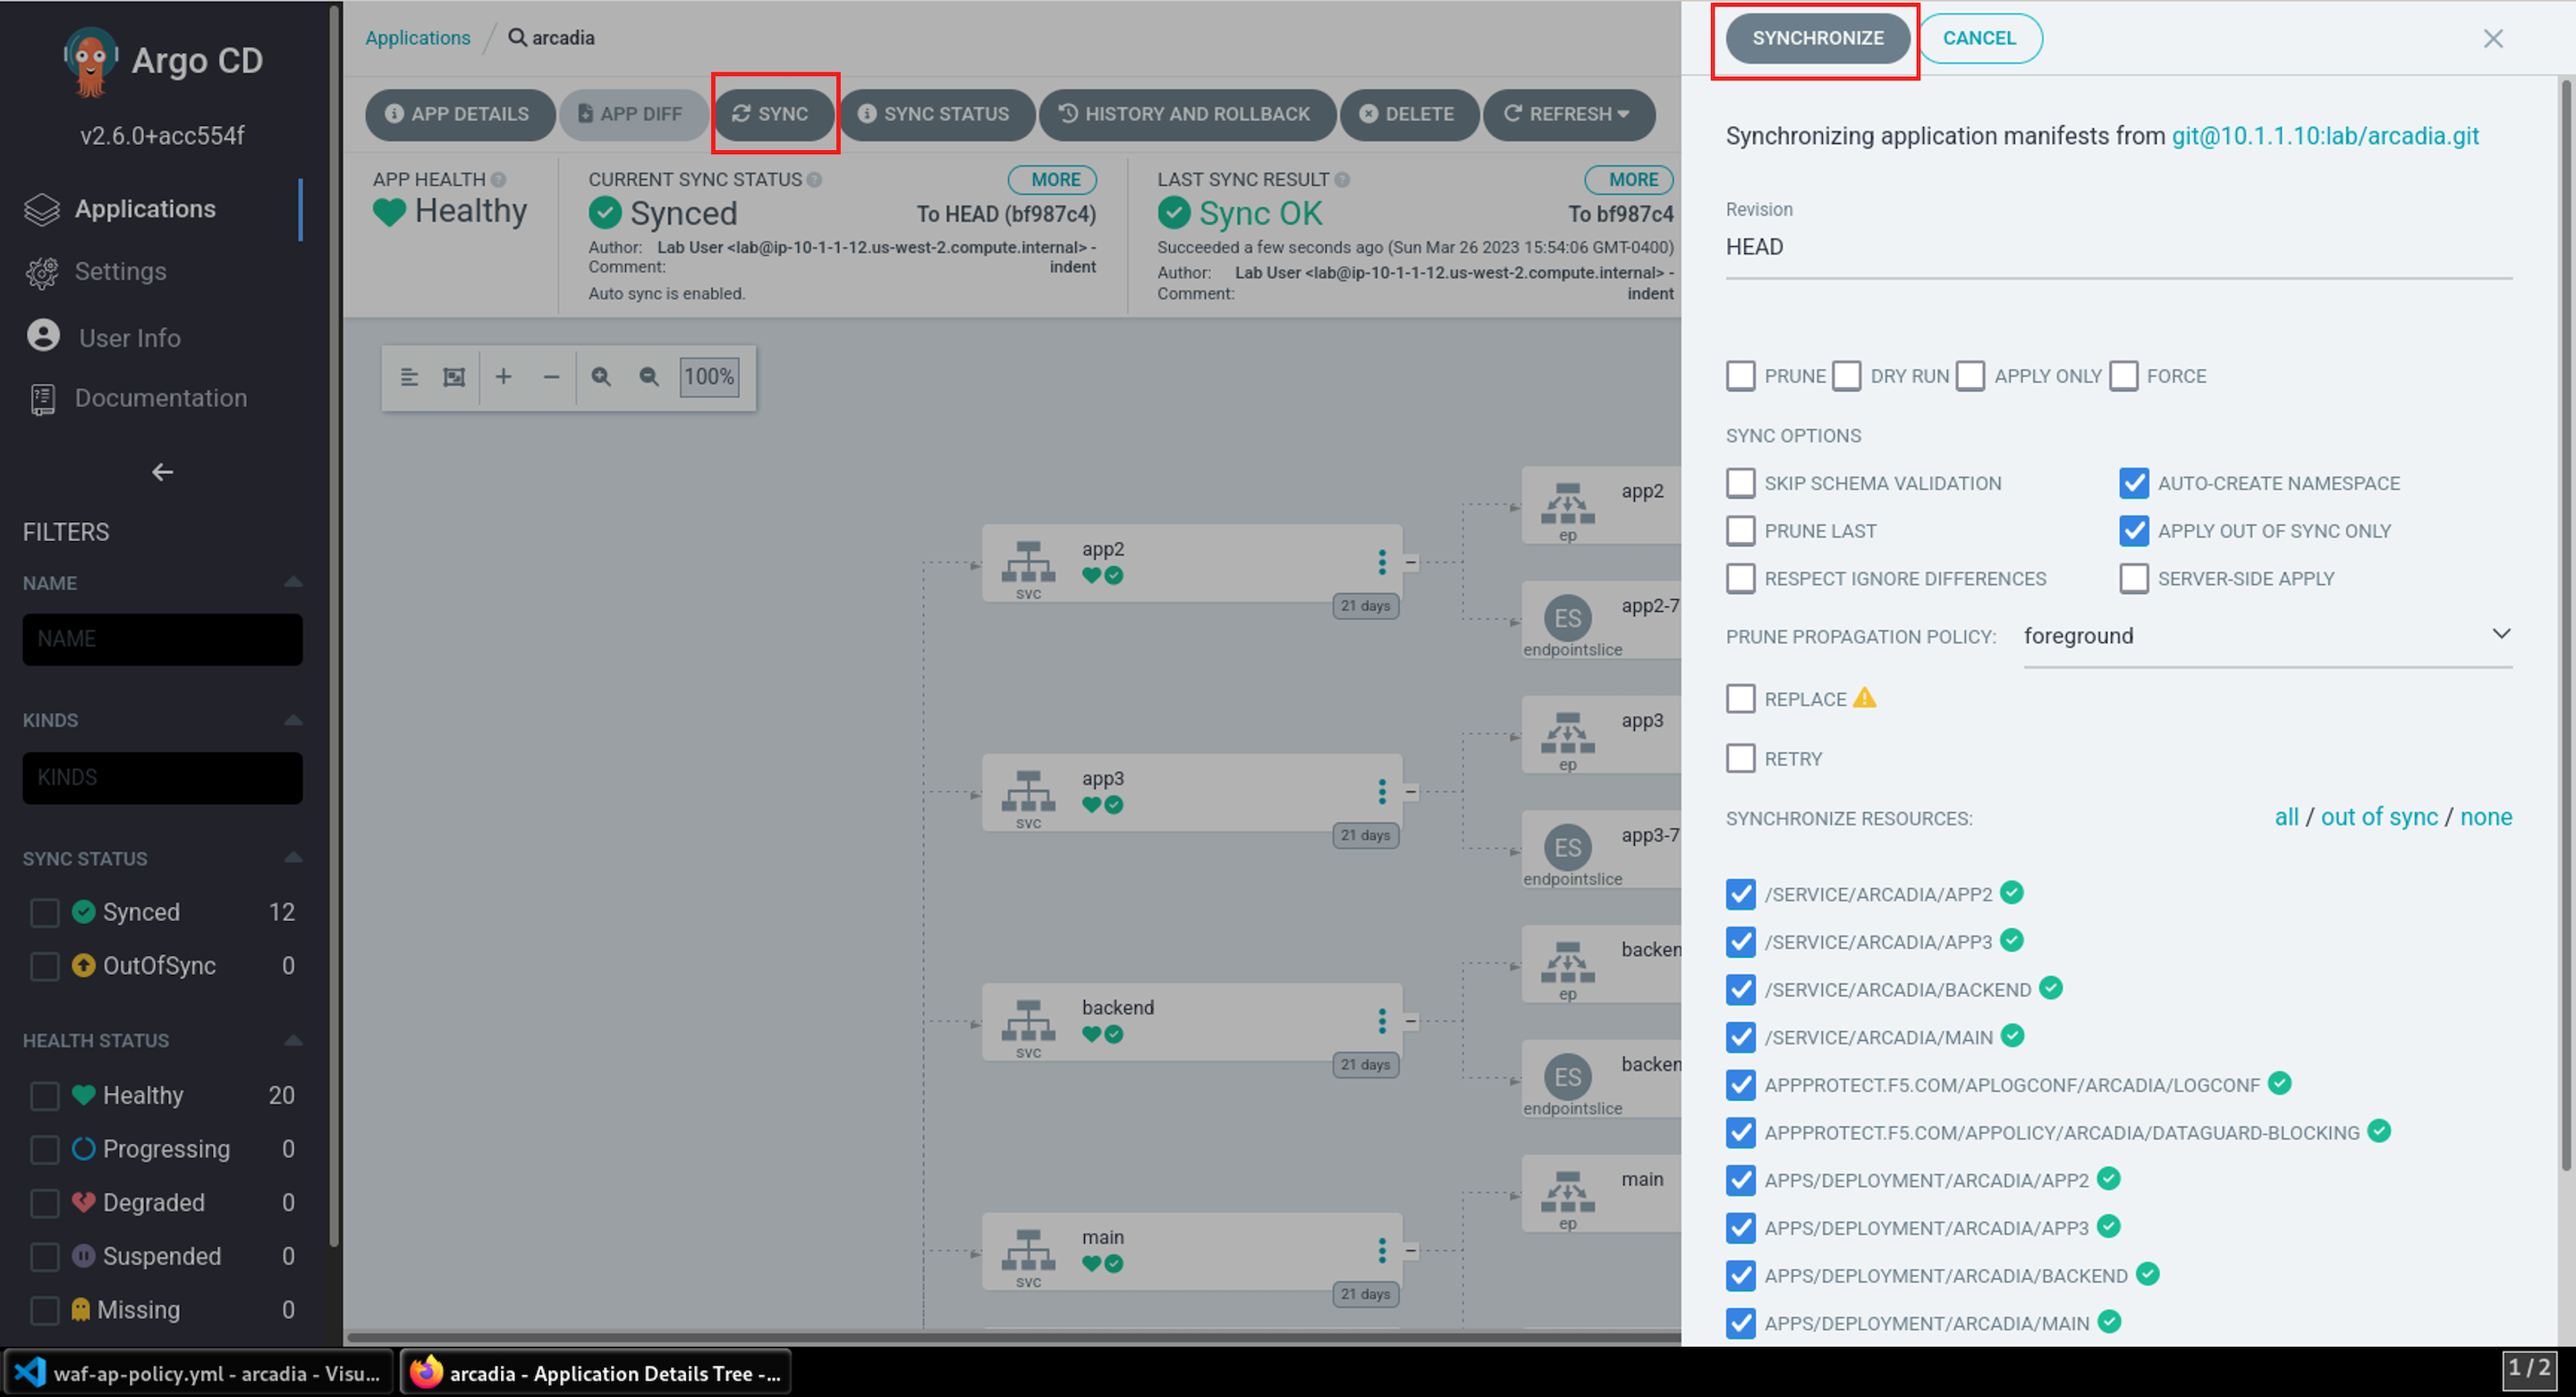 Argo CD
v2.6.0+acc554f
Applications
Settings
User Info
Documentation
FILTERS
NAME
NAME
KINDS
KINDS
SYNC STATUS
Synced 12
OutOfSync 0
HEALTH STATUS
Healthy 20
Progressing 0
Degraded 0
Suspended 0
Missing 0
Applications / arcadia
APP DETAILS APP DIFF SYNC SYNC STATUS HISTORY AND ROLLBACK DELETE REFRESH
APP HEALTH
Healthy
CURRENT SYNC STATUS MORE
Synced To HEAD (bf987c4)
Author: Lab User <lab@ip-10-1-1-12.us-west-2.compute.internal> -
Comment: indent
Auto sync is enabled.
LAST SYNC RESULT MORE
Sync OK To bf987c4
Succeeded a few seconds ago (Sun Mar 26 2023 15:54:06 GMT-0400)
Author: Lab User <lab@ip-10-1-1-12.us-west-2.compute.internal> -
Comment: indent
100%
app2
svc
21 days
app2
ep
ES
app2-7
endpointslice
app3
svc
21 days
app3
ep
ES
app3-7
endpointslice
backend
svc
21 days
backen
ep
ES
backen
endpointslice
main
svc
21 days
main
ep
SYNCHRONIZE CANCEL
Synchronizing application manifests from git@10.1.1.10:lab/arcadia.git
Revision
HEAD
PRUNE DRY RUN APPLY ONLY FORCE
SYNC OPTIONS
SKIP SCHEMA VALIDATION AUTO-CREATE NAMESPACE
PRUNE LAST APPLY OUT OF SYNC ONLY
RESPECT IGNORE DIFFERENCES SERVER-SIDE APPLY
PRUNE PROPAGATION POLICY: foreground
REPLACE
RETRY
SYNCHRONIZE RESOURCES: all / out of sync / none
/SERVICE/ARCADIA/APP2
/SERVICE/ARCADIA/APP3
/SERVICE/ARCADIA/BACKEND
/SERVICE/ARCADIA/MAIN
APPPROTECT.F5.COM/APLOGCONF/ARCADIA/LOGCONF
APPPROTECT.F5.COM/APPOLICY/ARCADIA/DATAGUARD-BLOCKING
APPS/DEPLOYMENT/ARCADIA/APP2
APPS/DEPLOYMENT/ARCADIA/APP3
APPS/DEPLOYMENT/ARCADIA/BACKEND
APPS/DEPLOYMENT/ARCADIA/MAIN
waf-ap-policy.yml - arcadia - Visu...
arcadia - Application Details Tree -...
1 / 2